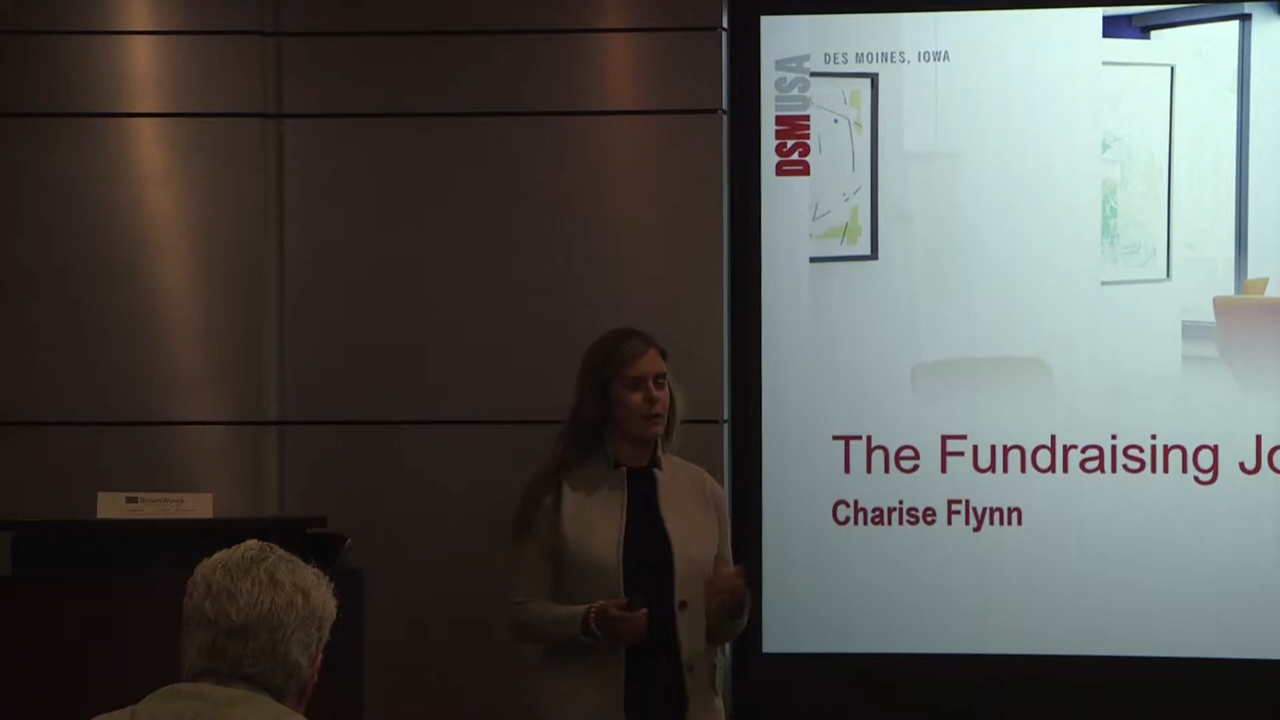 DSMUSA
DES MOINES, IOWA
The Fundraising Jo
Charise Flynn